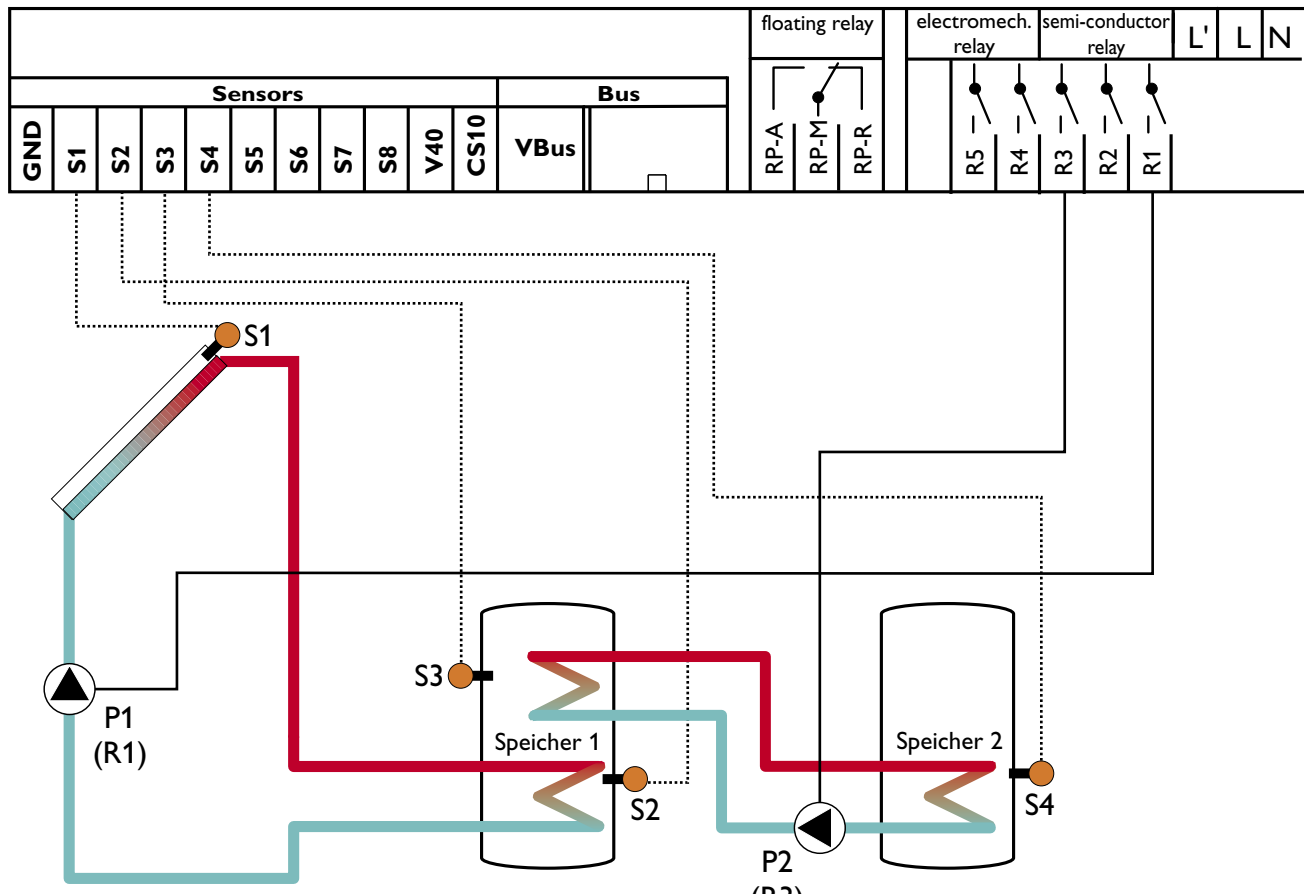 floating relay
electromech. relay
semi-conductor relay
L'
L
N
Sensors
Bus
GND
S1
S2
S3
S4
S5
S6
S7
S8
V40
CS10
VBus
RP-A
RP-M
RP-R
R5
R4
R3
R2
R1
S1
S3
P1
(R1)
Speicher 1
S2
Speicher 2
S4
P2